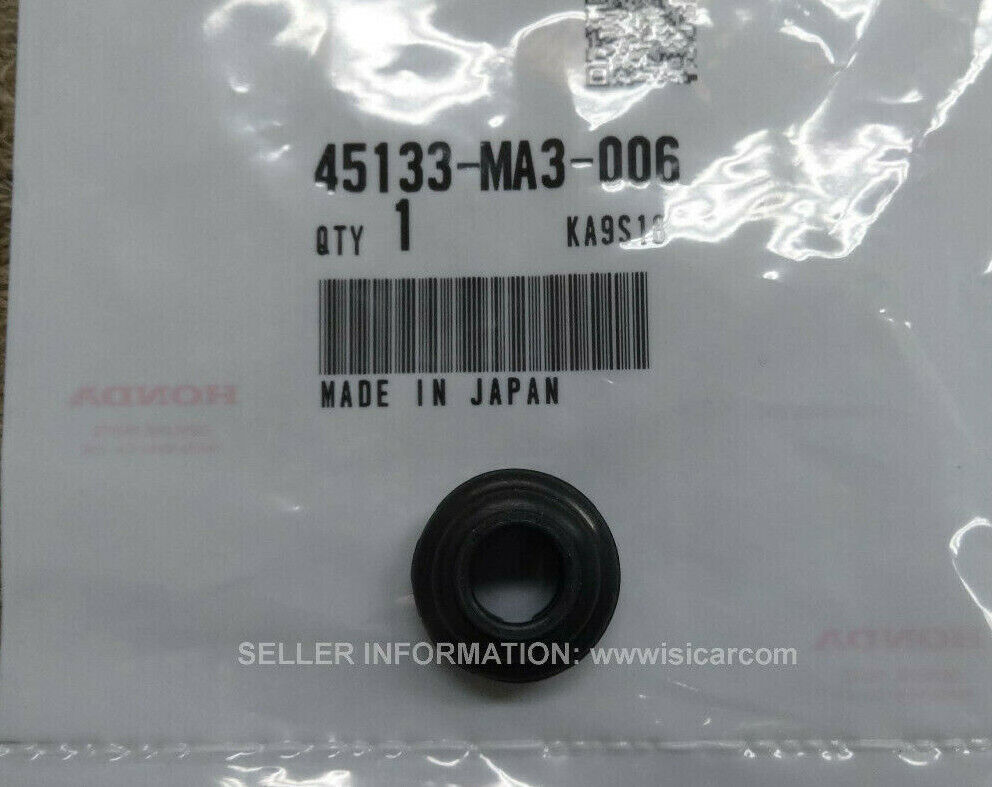 45133-MA3-006
QTY 1 KA9S18
MADE IN JAPAN
HONDA
SELLER INFORMATION: wwwisicarcom
HONDA